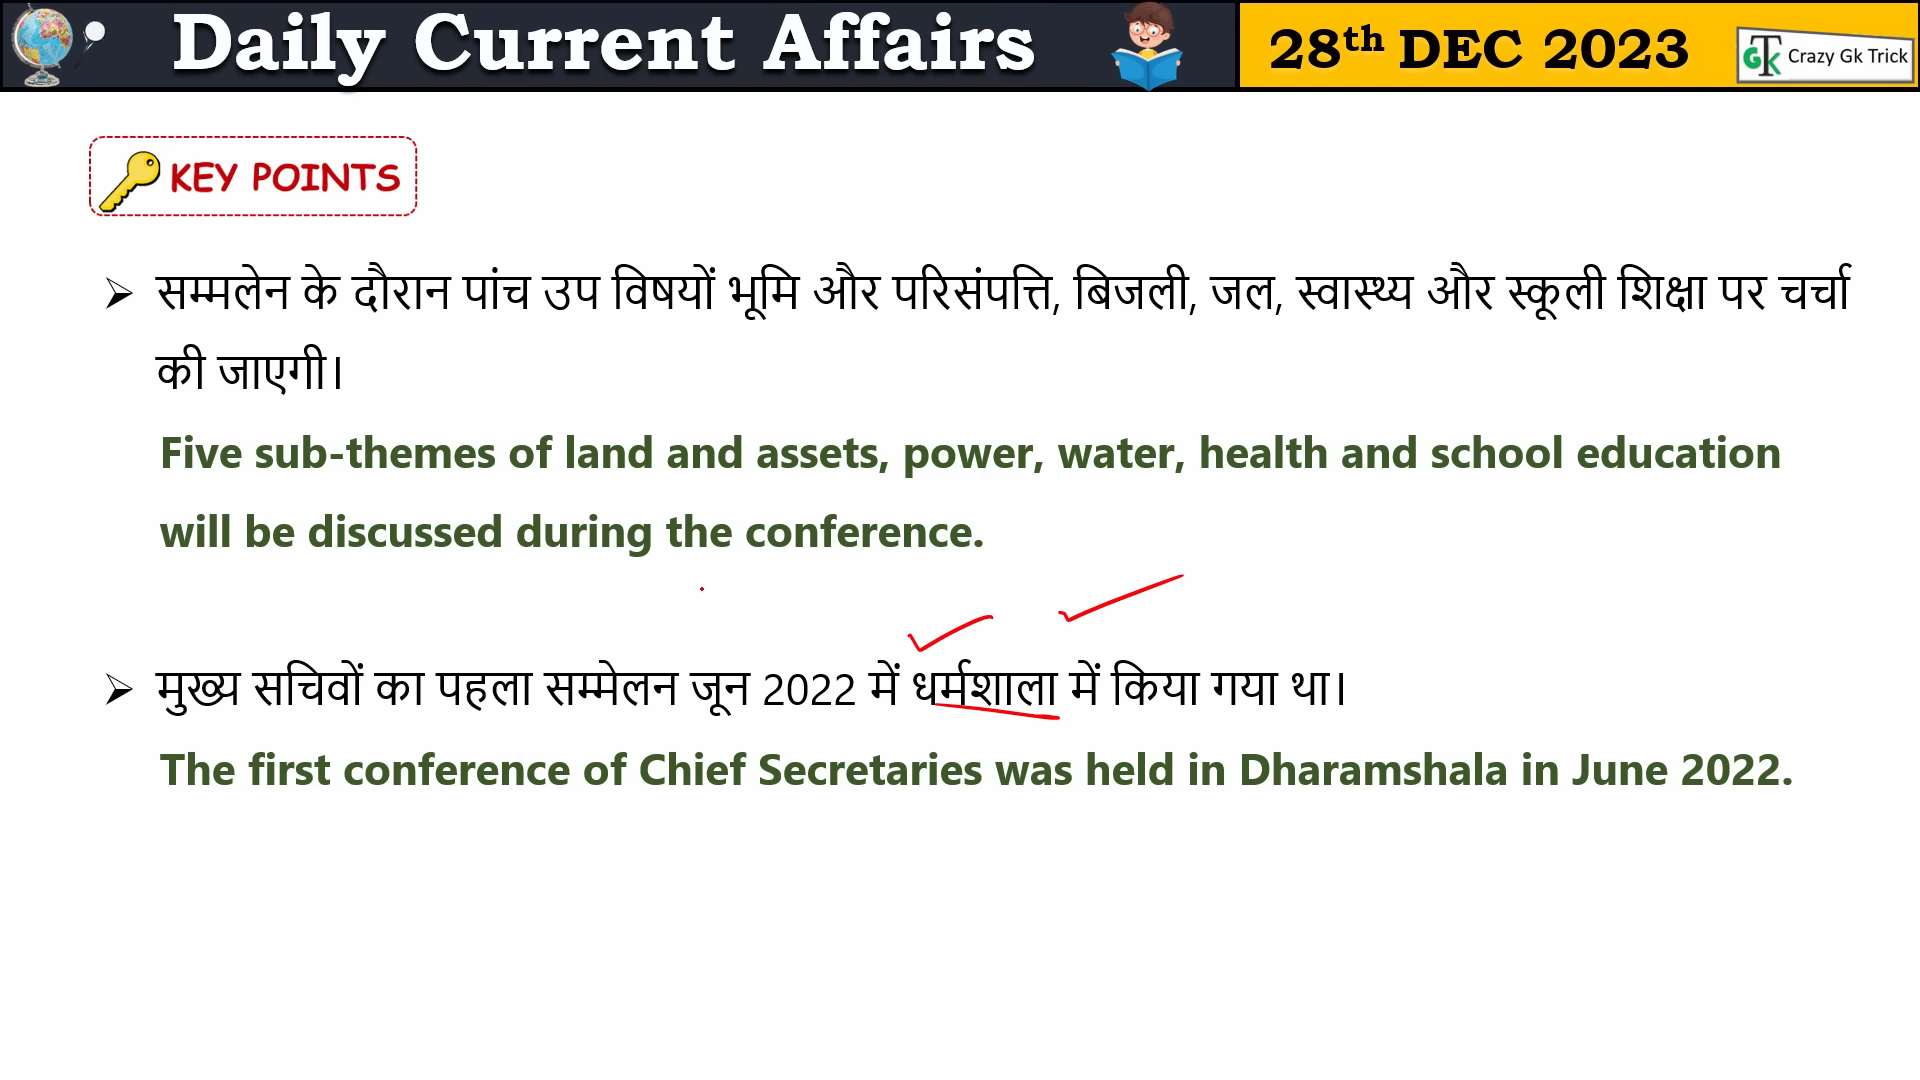 Daily Current Affairs
28th DEC 2023
GTK Crazy Gk Trick
KEY POINTS
➢ सम्मलेन के दौरान पांच उप विषयों भूमि और परिसंपत्ति, बिजली, जल, स्वास्थ्य और स्कूली शिक्षा पर चर्चा
की जाएगी।
Five sub-themes of land and assets, power, water, health and school education
will be discussed during the conference.
➢ मुख्य सचिवों का पहला सम्मेलन जून 2022 में धर्मशाला में किया गया था।
The first conference of Chief Secretaries was held in Dharamshala in June 2022.